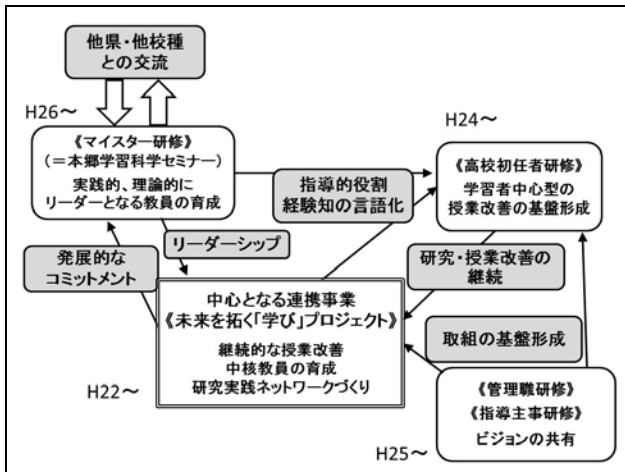 他県・他校種
との交流
H26~
《マイスター研修》
(=本郷学習科学セミナー)
実践的、理論的に
リーダーとなる教員の育成
H24~
《高校初任者研修》
学習者中心型の
授業改善の基盤形成
指導的役割
経験知の言語化
発展的な
コミットメント
リーダーシップ
研究・授業改善の
継続
中心となる連携事業
《未来を拓く「学び」プロジェクト》
継続的な授業改善
中核教員の育成
研究実践ネットワークづくり
H22~
取組の基盤形成
《管理職研修》
《指導主事研修》
ビジョンの共有
H25~